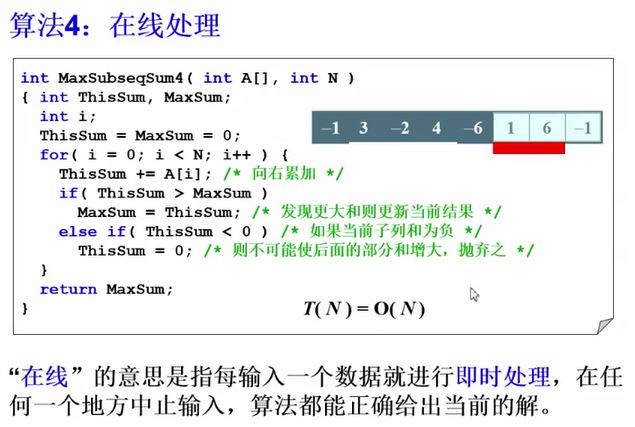 算法4：在线处理
int MaxSubseqSum4( int A[], int N )
{ int ThisSum, MaxSum;
int i;
ThisSum = MaxSum = 0;
for( i = 0; i < N; i++ ) {
ThisSum += A[i]; /* 向右累加 */
if( ThisSum > MaxSum )
MaxSum = ThisSum; /* 发现更大和则更新当前结果 */
else if( ThisSum < 0 ) /* 如果当前子列和为负 */
ThisSum = 0; /* 则不可能使后面的部分和增大，抛弃之 */
}
return MaxSum;
}
–1 3 –2 4 –6 1 6 –1
T( N ) = O( N )
“在线”的意思是指每输入一个数据就进行即时处理，在任
何一个地方中止输入，算法都能正确给出当前的解。